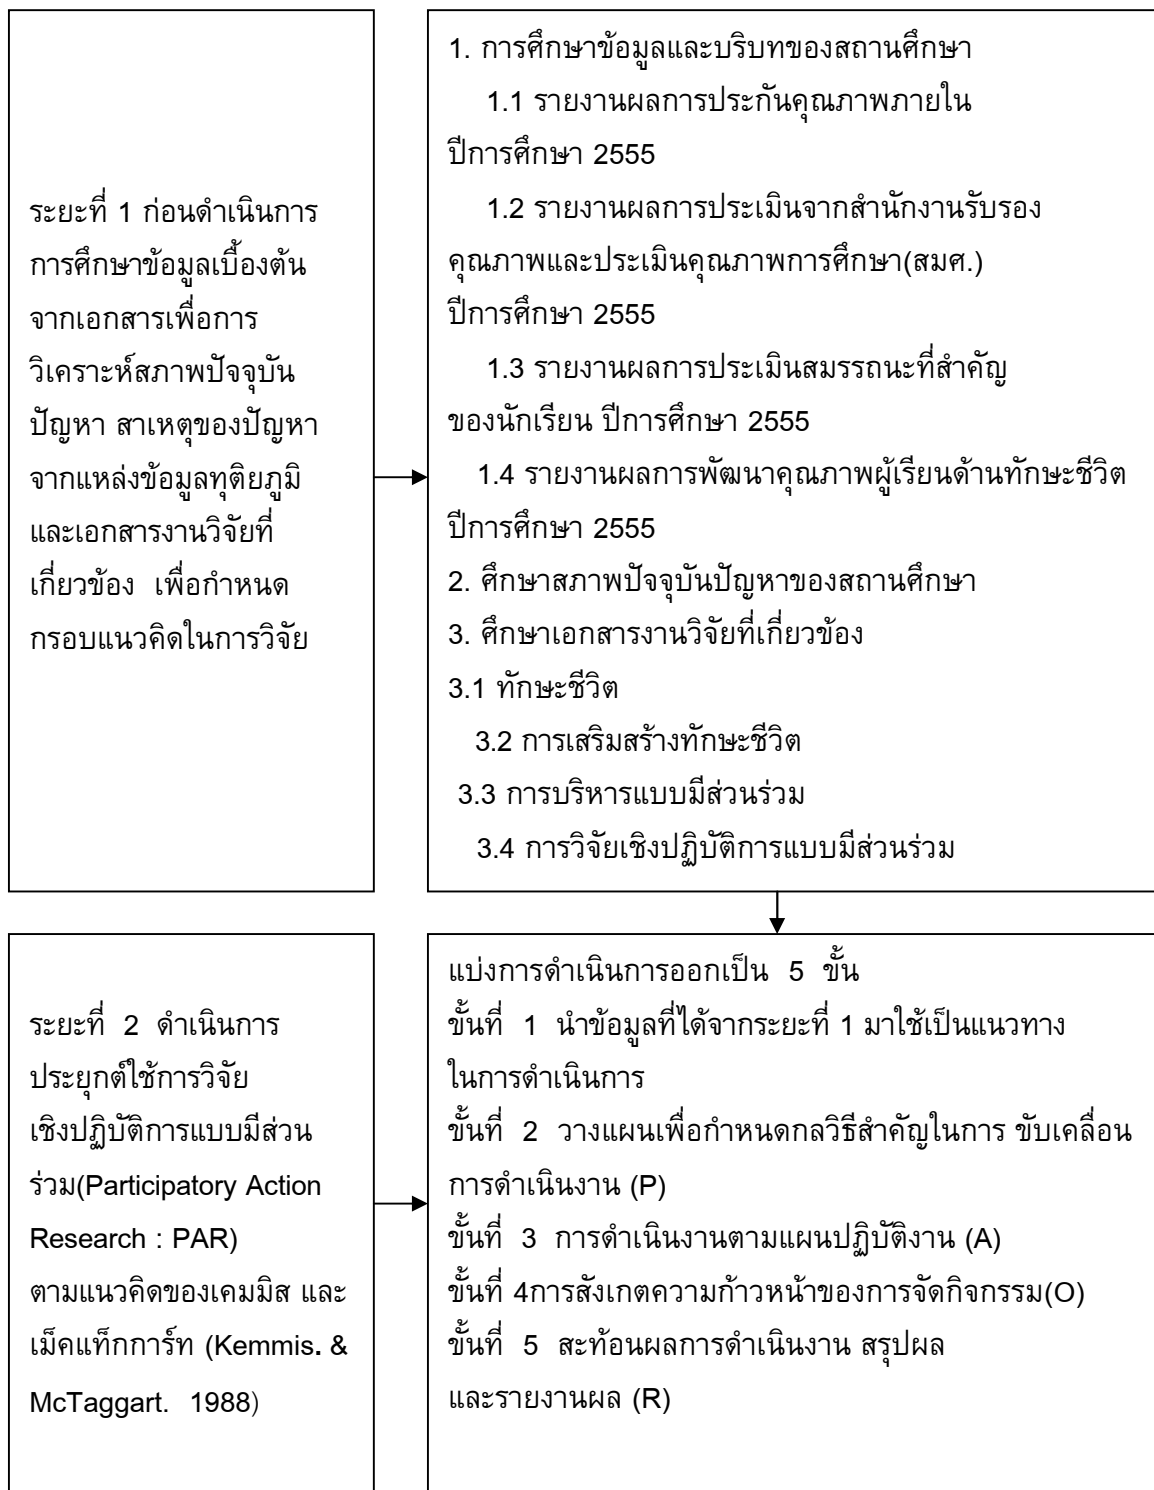 ระยะที่ 1 ก่อนดำเนินการ
การศึกษาข้อมูลเบื้องต้น
จากเอกสารเพื่อการ
วิเคราะห์สภาพปัจจุบัน
ปัญหา สาเหตุของปัญหา
จากแหล่งข้อมูลทุติยภูมิ
และเอกสารงานวิจัยที่
เกี่ยวข้อง เพื่อกำหนด
กรอบแนวคิดในการวิจัย
1. การศึกษาข้อมูลและบริบทของสถานศึกษา
1.1 รายงานผลการประกันคุณภาพภายใน
ปีการศึกษา 2555
1.2 รายงานผลการประเมินจากสำนักงานรับรอง
คุณภาพและประเมินคุณภาพการศึกษา(สมศ.)
ปีการศึกษา 2555
1.3 รายงานผลการประเมินสมรรถนะที่สำคัญ
ของนักเรียน ปีการศึกษา 2555
1.4 รายงานผลการพัฒนาคุณภาพผู้เรียนด้านทักษะชีวิต
ปีการศึกษา 2555
2. ศึกษาสภาพปัจจุบันปัญหาของสถานศึกษา
3. ศึกษาเอกสารงานวิจัยที่เกี่ยวข้อง
3.1 ทักษะชีวิต
3.2 การเสริมสร้างทักษะชีวิต
3.3 การบริหารแบบมีส่วนร่วม
3.4 การวิจัยเชิงปฏิบัติการแบบมีส่วนร่วม
ระยะที่ 2 ดำเนินการ
ประยุกต์ใช้การวิจัย
เชิงปฏิบัติการแบบมีส่วน
ร่วม(Participatory Action
Research : PAR)
ตามแนวคิดของเคมมิส และ
เม็คแท็กการ์ท (Kemmis. &
McTaggart. 1988)
แบ่งการดำเนินการออกเป็น 5 ขั้น
ขั้นที่ 1 นำข้อมูลที่ได้จากระยะที่ 1 มาใช้เป็นแนวทาง
ในการดำเนินการ
ขั้นที่ 2 วางแผนเพื่อกำหนดกลวิธีสำคัญในการ ขับเคลื่อน
การดำเนินงาน (P)
ขั้นที่ 3 การดำเนินงานตามแผนปฏิบัติงาน (A)
ขั้นที่ 4การสังเกตความก้าวหน้าของการจัดกิจกรรม(O)
ขั้นที่ 5 สะท้อนผลการดำเนินงาน สรุปผล
และรายงานผล (R)